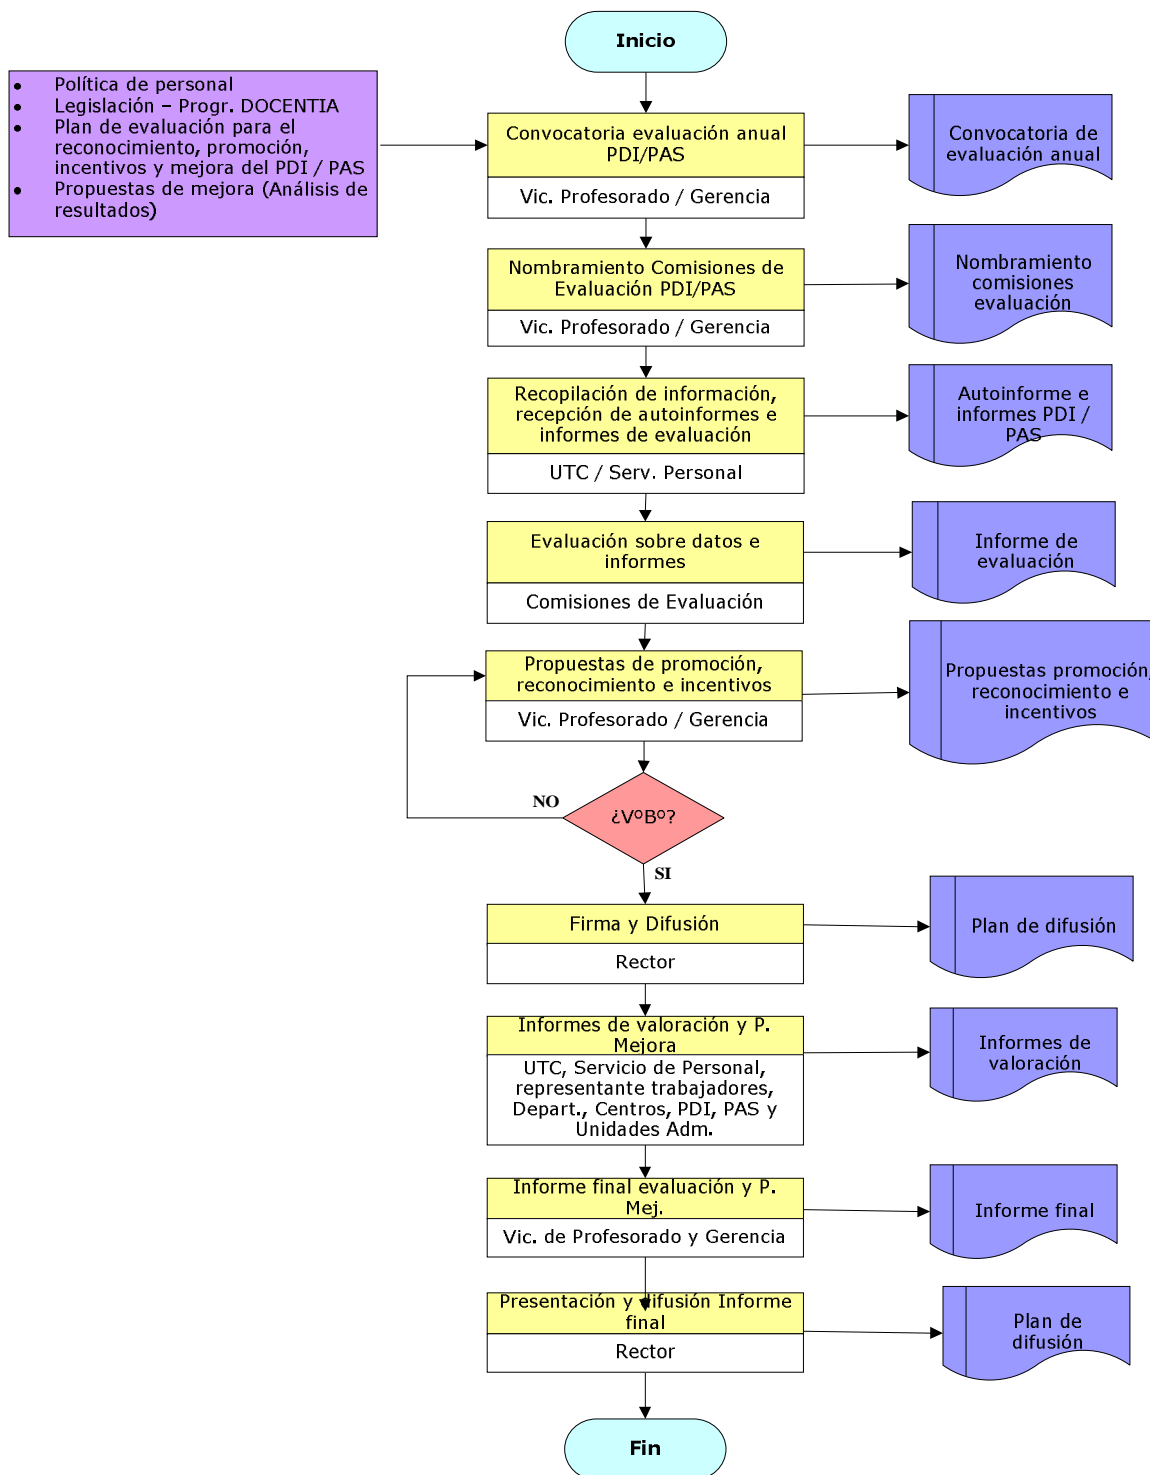 Inicio
• Política de personal
• Legislación – Progr. DOCENTIA
• Plan de evaluación para el
reconocimiento, promoción,
incentivos y mejora del PDI / PAS
• Propuestas de mejora (Análisis de
resultados)
Convocatoria evaluación anual
PDI/PAS
Vic. Profesorado / Gerencia
Convocatoria de
evaluación anual
Nombramiento Comisiones de
Evaluación PDI/PAS
Vic. Profesorado / Gerencia
Nombramiento
comisiones
evaluación
Recopilación de información,
recepción de autoinformes e
informes de evaluación
UTC / Serv. Personal
Autoinforme e
informes PDI /
PAS
Evaluación sobre datos e
informes
Comisiones de Evaluación
Informe de
evaluación
Propuestas de promoción,
reconocimiento e incentivos
Vic. Profesorado / Gerencia
Propuestas promoción,
reconocimiento e
incentivos
¿VºBº?
NO
SI
Firma y Difusión
Rector
Plan de difusión
Informes de valoración y P.
Mejora
UTC, Servicio de Personal,
representante trabajadores,
Depart., Centros, PDI, PAS y
Unidades Adm.
Informes de
valoración
Informe final evaluación y P.
Mej.
Vic. de Profesorado y Gerencia
Informe final
Presentación y difusión Informe
final
Rector
Plan de
difusión
Fin